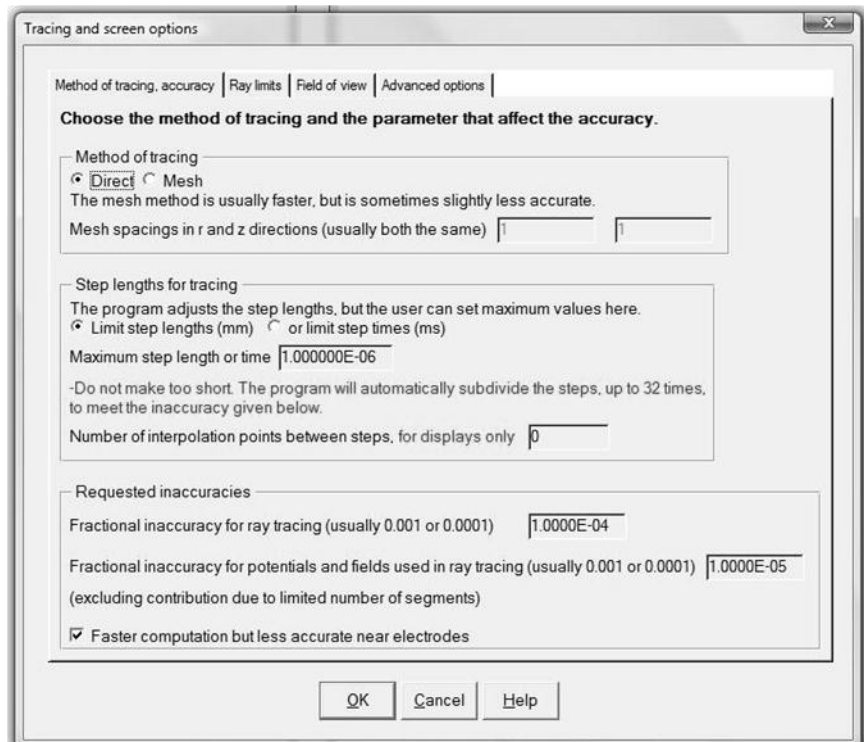 Tracing and screen options
x
Method of tracing, accuracy Ray limits Field of view Advanced options
Choose the method of tracing and the parameter that affect the accuracy.
Method of tracing
Direct Mesh
The mesh method is usually faster, but is sometimes slightly less accurate.
Mesh spacings in r and z directions (usually both the same) 1 1
Step lengths for tracing
The program adjusts the step lengths, but the user can set maximum values here.
Limit step lengths (mm) or limit step times (ms)
Maximum step length or time 1.000000E-06
-Do not make too short. The program will automatically subdivide the steps, up to 32 times,
to meet the inaccuracy given below.
Number of interpolation points between steps, for displays only 0
Requested inaccuracies
Fractional inaccuracy for ray tracing (usually 0.001 or 0.0001) 1.0000E-04
Fractional inaccuracy for potentials and fields used in ray tracing (usually 0.001 or 0.0001) 1.0000E-05
(excluding contribution due to limited number of segments)
Faster computation but less accurate near electrodes
OK Cancel Help